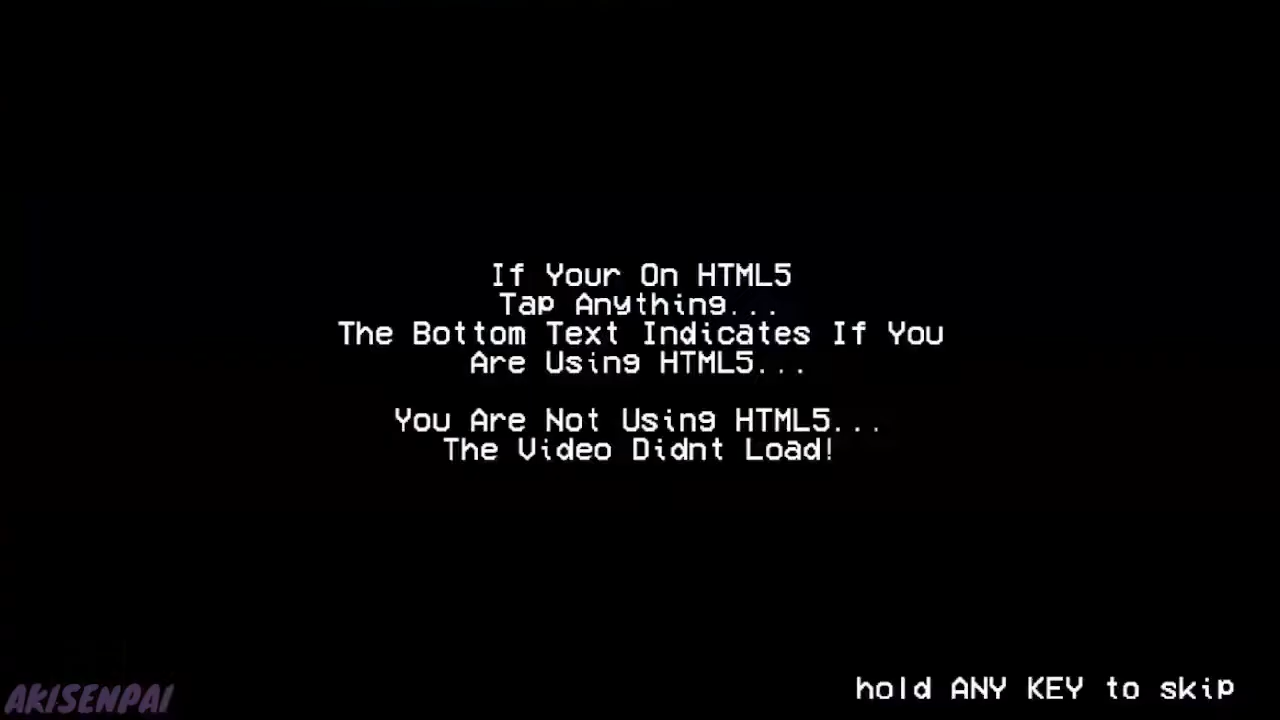 If Your On HTML5
Tap Anything...
The Bottom Text Indicates If You
Are Using HTML5...
You Are Not Using HTML5...
The Video Didnt Load!
hold ANY KEY to skip
AKISENPAI